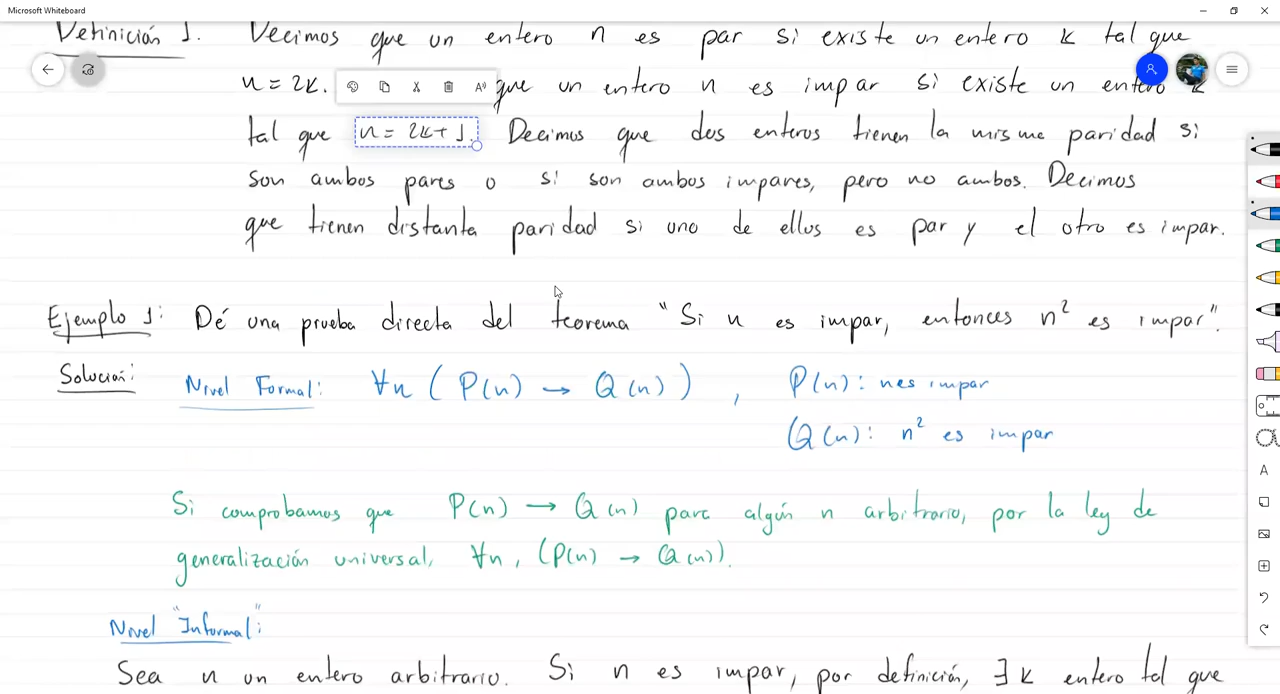 Microsoft Whiteboard
Definición 1. Decimos que un entero n es par si existe un entero k tal que
n = 2k. que un entero n es impar si existe un entero k
tal que n = 2k + 1. Decimos que dos enteros tienen la misma paridad si
son ambos pares o si son ambos impares, pero no ambos. Decimos
que tienen distanta paridad si uno de ellos es par y el otro es impar.
Ejemplo 1: Dé una prueba directa del teorema "Si n es impar, entonces n² es impar".
Solución: Nivel Formal: ∀n (P(n) → Q(n)), P(n): n es impar
Q(n): n² es impar
Si comprobamos que P(n) → Q(n) para algún n arbitrario, por la ley de
generalización universal, ∀n, (P(n) → Q(n)).
Nivel "Informal":
Sea n un entero arbitrario. Si n es impar, por definición, ∃ k entero tal que